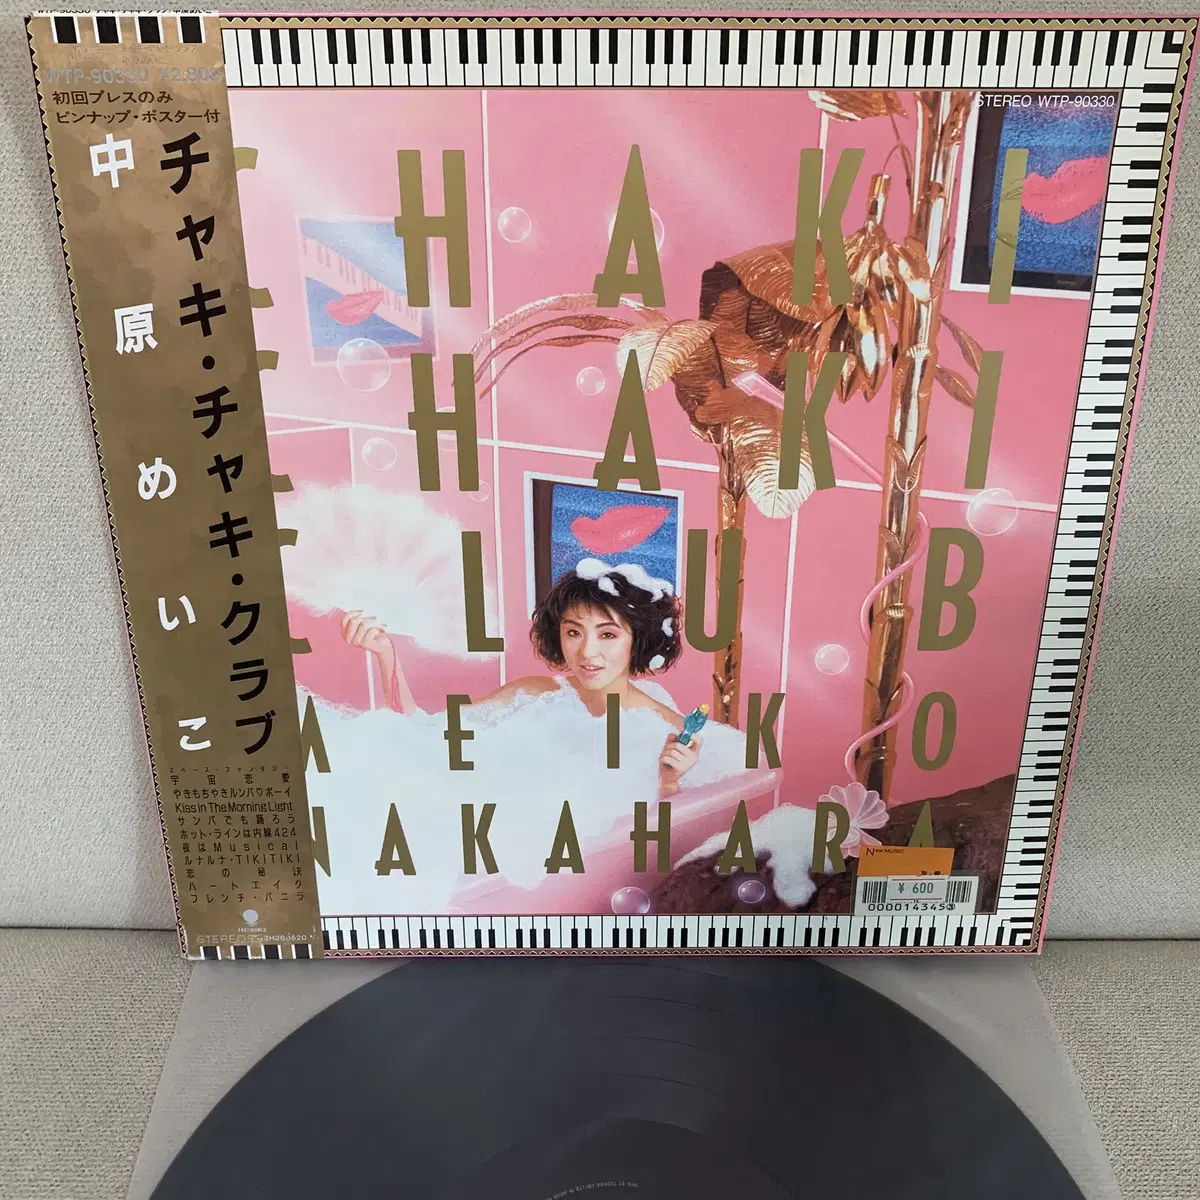 WTP-90330 ¥2,800
初回プレスのみ
ピンナップ・ポスター付
チャキ・チャキ・クラブ
中原めいこ
スペース・ファンタジー
宇宙恋愛
やきもちやきルンバ♡ボーイ
Kiss in The Morning Light
サンバでも踊ろう
ホット・ラインは内線424
夜はMusical
ルナルナ・TIKITIKI
恋の秘訣
ハートエイク
フレンチ・バニラ
EASTWORLD
STEREO
STEREO WTP-90330
CHAKI
CHAKI
CLUB
MEIKO
NAKAHARA
New MUSIC
¥ 600
0000143453